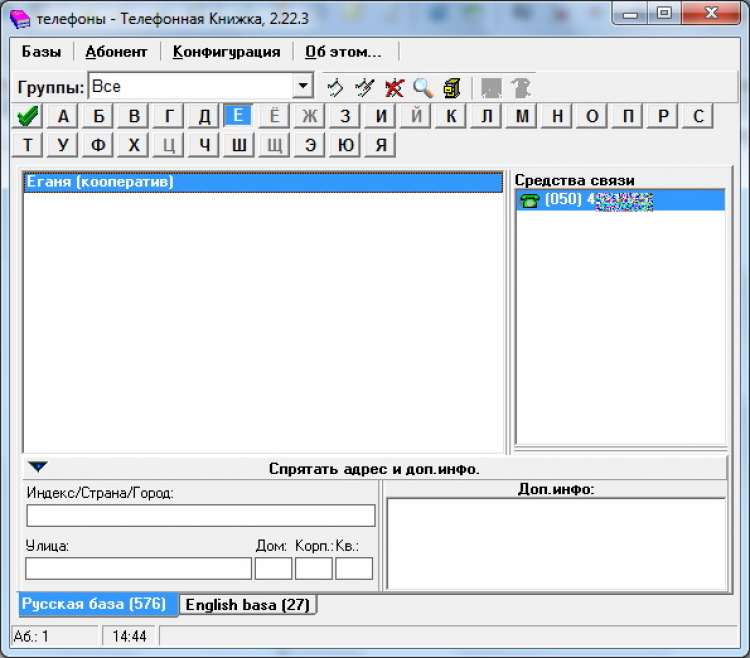 телефоны - Телефонная Книжка, 2.22.3
Базы Абонент Конфигурация Об этом...
Группы: Все
А Б В Г Д Е Ё Ж З И Й К Л М Н О П Р С
Т У Ф Х Ц Ч Ш Щ Э Ю Я
Еганя (кооператив)
Средства связи
(050) 4
Спрятать адрес и доп.инфо.
Индекс/Страна/Город:
Доп.инфо:
Улица: Дом: Корп.: Кв.:
Русская база (576) English basa (27)
Аб.: 1 14:44